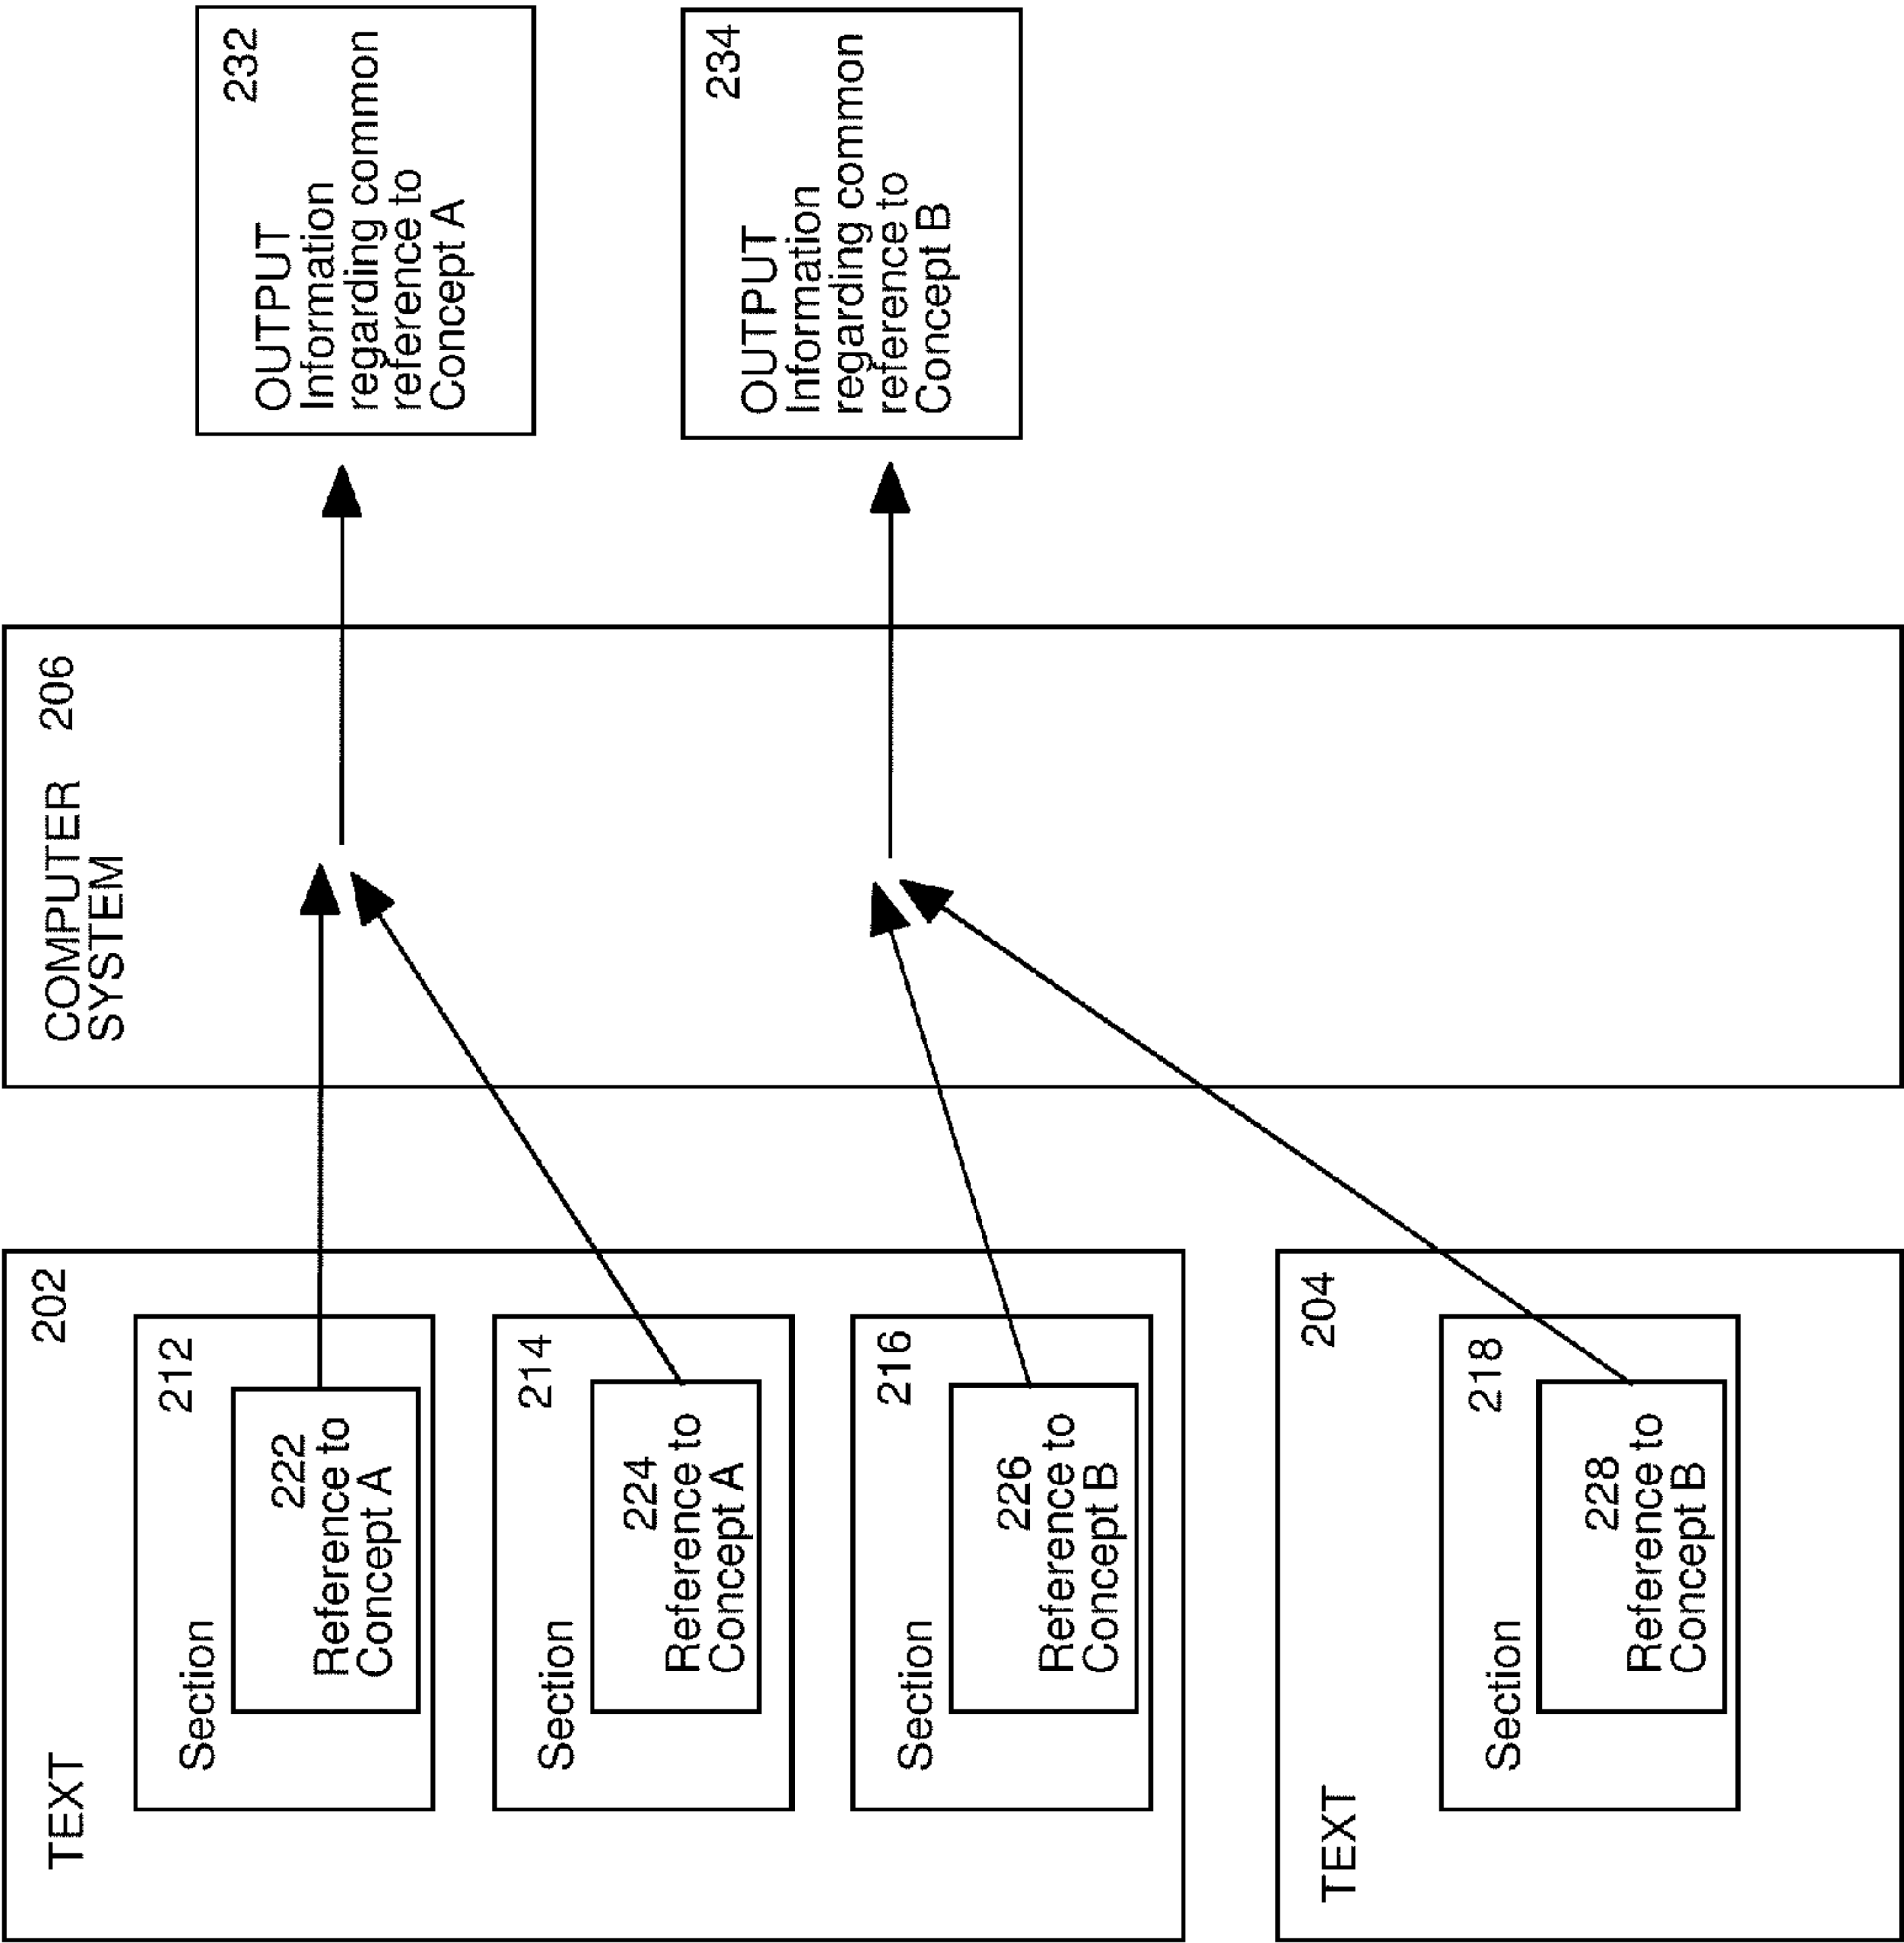 TEXT 202
Section 212
222
Reference to
Concept A
Section 214
224
Reference to
Concept A
Section 216
226
Reference to
Concept B
TEXT 204
Section 218
228
Reference to
Concept B
COMPUTER 206
SYSTEM
232
OUTPUT
Information
regarding common
reference to
Concept A
234
OUTPUT
Information
regarding common
reference to
Concept B